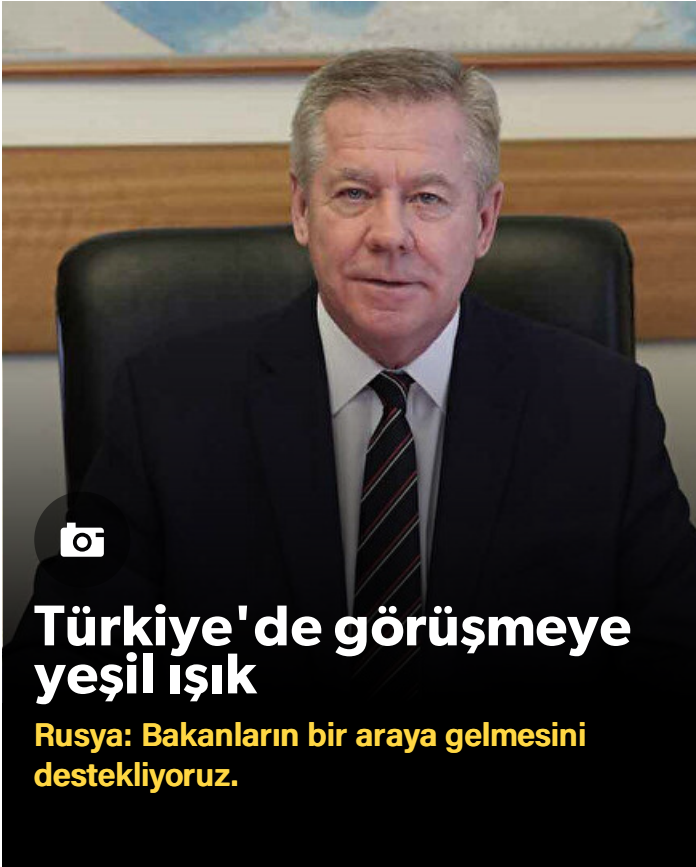 Türkiye'de görüşmeye
yeşil ışık
Rusya: Bakanların bir araya gelmesini
destekliyoruz.